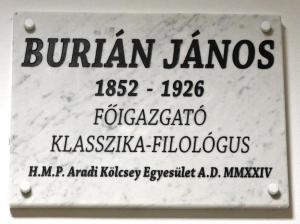 BURIÁN JÁNOS
1852 - 1926
FŐIGAZGATÓ
KLASSZIKA-FILOLÓGUS
H.M.P. Aradi Kölcsey Egyesület A.D. MMXXIV